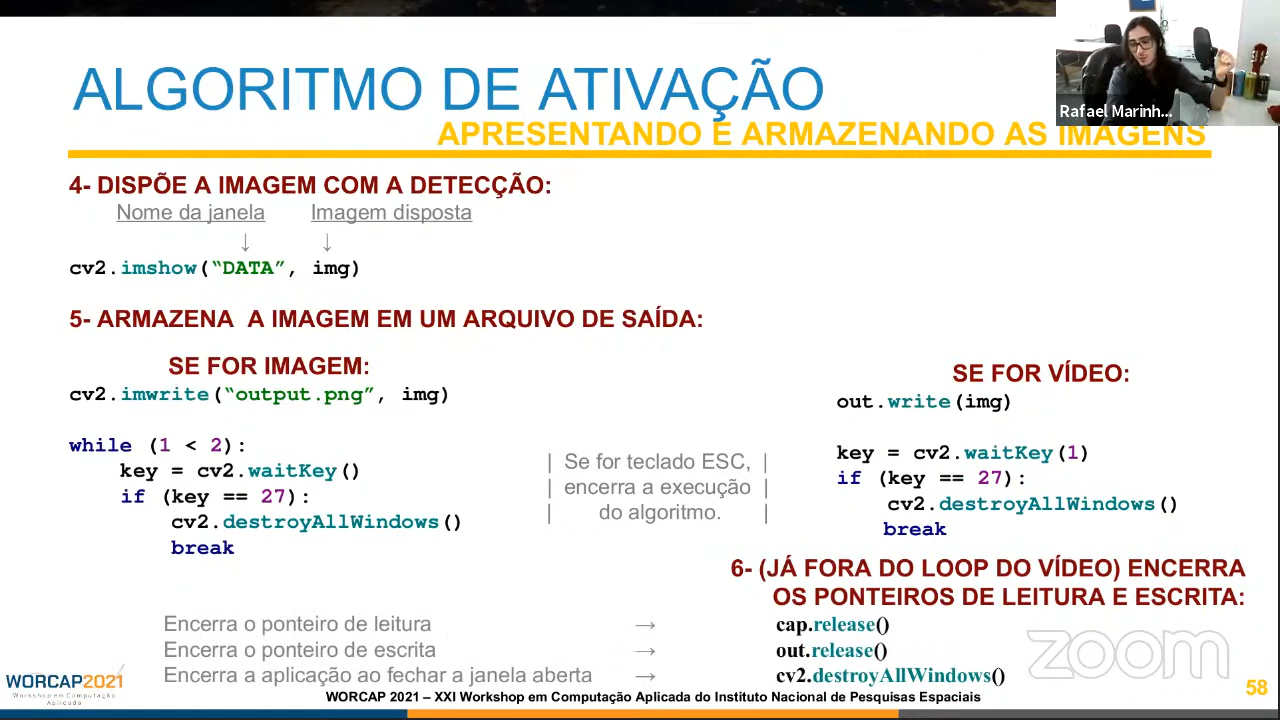 ALGORITMO DE ATIVAÇÃO
Rafael Marinh...
APRESENTANDO E ARMAZENANDO AS IMAGENS
4- DISPÕE A IMAGEM COM A DETECÇÃO:
Nome da janela Imagem disposta
↓ ↓
cv2.imshow(“DATA”, img)
5- ARMAZENA A IMAGEM EM UM ARQUIVO DE SAÍDA:
SE FOR IMAGEM:
cv2.imwrite(“output.png”, img)
while (1 < 2):
key = cv2.waitKey()
if (key == 27):
cv2.destroyAllWindows()
break
| Se for teclado ESC, |
| encerra a execução |
| do algoritmo. |
SE FOR VÍDEO:
out.write(img)
key = cv2.waitKey(1)
if (key == 27):
cv2.destroyAllWindows()
break
6- (JÁ FORA DO LOOP DO VÍDEO) ENCERRA
OS PONTEIROS DE LEITURA E ESCRITA:
Encerra o ponteiro de leitura → cap.release()
Encerra o ponteiro de escrita → out.release()
Encerra a aplicação ao fechar a janela aberta → cv2.destroyAllWindows()
zoom
WORCAP2021
Workshop em Computação
Aplicada
WORCAP 2021 – XXI Workshop em Computação Aplicada do Instituto Nacional de Pesquisas Espaciais
58